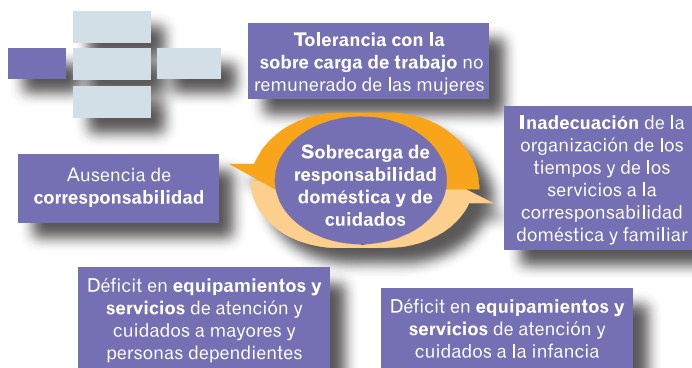 Tolerancia con la
sobre carga de trabajo no
remunerado de las mujeres
Ausencia de
corresponsabilidad
Sobrecarga de
responsabilidad
doméstica y de
cuidados
Inadecuación de la
organización de los
tiempos y de los
servicios a la
corresponsabilidad
doméstica y familiar
Déficit en equipamientos y
servicios de atención y
cuidados a mayores y
personas dependientes
Déficit en equipamientos y
servicios de atención y
cuidados a la infancia